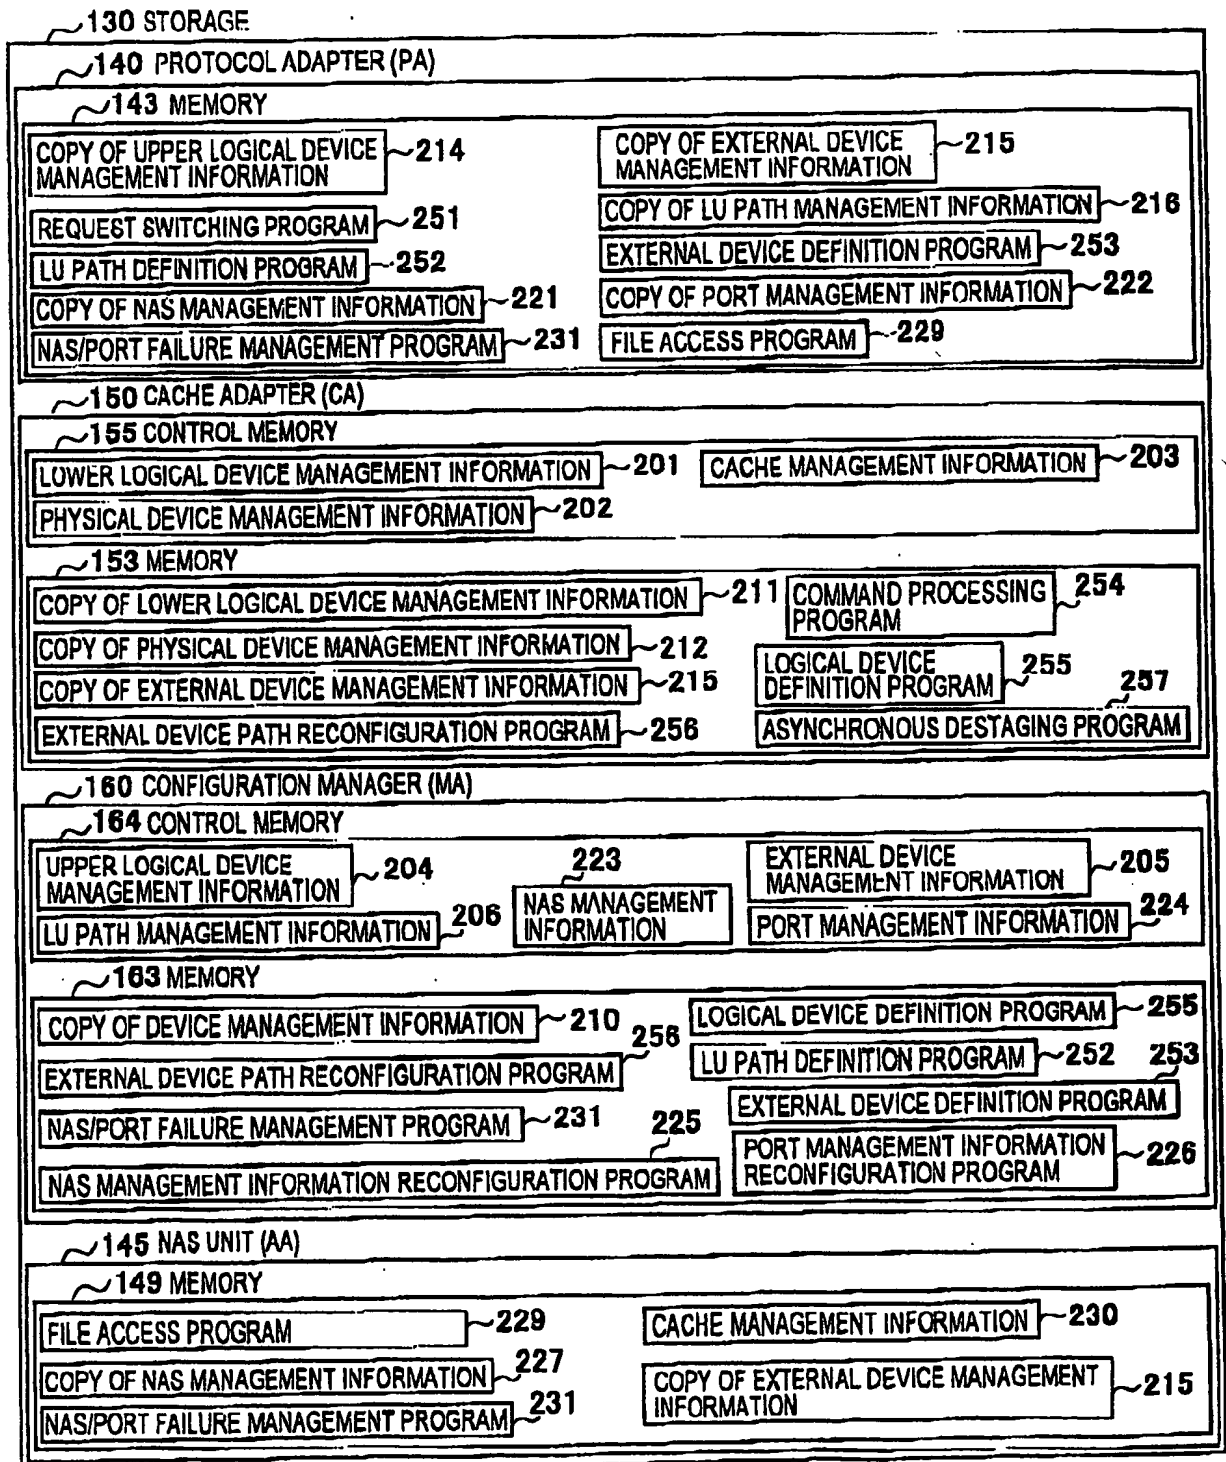 130 STORAGE
140 PROTOCOL ADAPTER (PA)
143 MEMORY
COPY OF UPPER LOGICAL DEVICE
MANAGEMENT INFORMATION
214
COPY OF EXTERNAL DEVICE
MANAGEMENT INFORMATION
215
REQUEST SWITCHING PROGRAM
251
COPY OF LU PATH MANAGEMENT INFORMATION
216
LU PATH DEFINITION PROGRAM
252
EXTERNAL DEVICE DEFINITION PROGRAM
253
COPY OF NAS MANAGEMENT INFORMATION
221
COPY OF PORT MANAGEMENT INFORMATION
222
NAS/PORT FAILURE MANAGEMENT PROGRAM
231
FILE ACCESS PROGRAM
229
150 CACHE ADAPTER (CA)
155 CONTROL MEMORY
LOWER LOGICAL DEVICE MANAGEMENT INFORMATION
201
CACHE MANAGEMENT INFORMATION
203
PHYSICAL DEVICE MANAGEMENT INFORMATION
202
153 MEMORY
COPY OF LOWER LOGICAL DEVICE MANAGEMENT INFORMATION
211
COMMAND PROCESSING
PROGRAM
254
COPY OF PHYSICAL DEVICE MANAGEMENT INFORMATION
212
LOGICAL DEVICE
DEFINITION PROGRAM
255
COPY OF EXTERNAL DEVICE MANAGEMENT INFORMATION
215
257
EXTERNAL DEVICE PATH RECONFIGURATION PROGRAM
256
ASYNCHRONOUS DESTAGING PROGRAM
160 CONFIGURATION MANAGER (MA)
164 CONTROL MEMORY
UPPER LOGICAL DEVICE
MANAGEMENT INFORMATION
204
223
NAS MANAGEMENT
INFORMATION
EXTERNAL DEVICE
MANAGEMENT INFORMATION
205
LU PATH MANAGEMENT INFORMATION
206
PORT MANAGEMENT INFORMATION
224
163 MEMORY
COPY OF DEVICE MANAGEMENT INFORMATION
210
LOGICAL DEVICE DEFINITION PROGRAM
255
256
EXTERNAL DEVICE PATH RECONFIGURATION PROGRAM
LU PATH DEFINITION PROGRAM
252
253
EXTERNAL DEVICE DEFINITION PROGRAM
NAS/PORT FAILURE MANAGEMENT PROGRAM
231
225
NAS MANAGEMENT INFORMATION RECONFIGURATION PROGRAM
PORT MANAGEMENT INFORMATION
RECONFIGURATION PROGRAM
226
145 NAS UNIT (AA)
149 MEMORY
FILE ACCESS PROGRAM
229
CACHE MANAGEMENT INFORMATION
230
COPY OF NAS MANAGEMENT INFORMATION
227
COPY OF EXTERNAL DEVICE MANAGEMENT
INFORMATION
215
NAS/PORT FAILURE MANAGEMENT PROGRAM
231